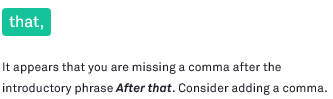 that,
It appears that you are missing a comma after the
introductory phrase After that. Consider adding a comma.